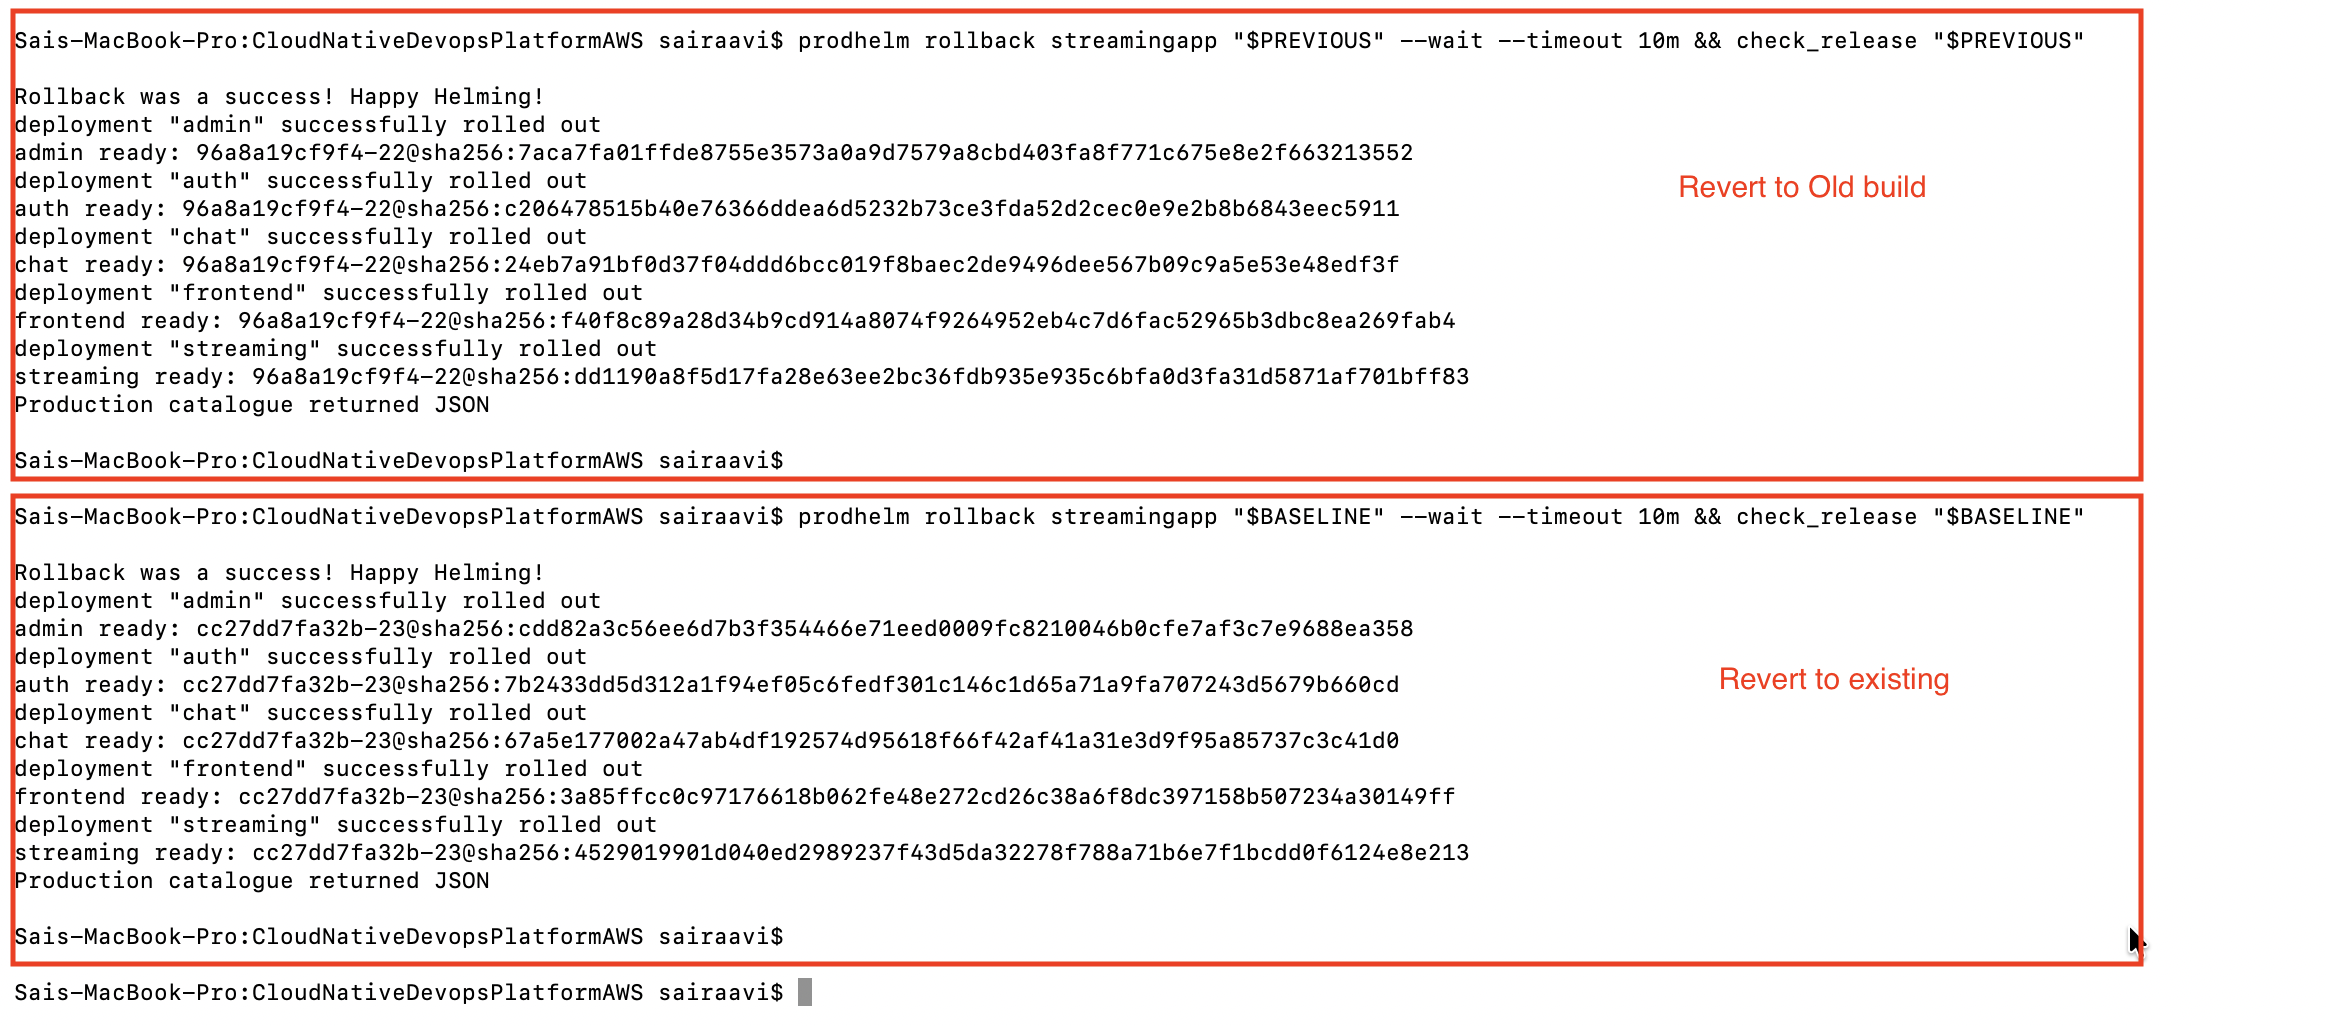 Sais-MacBook-Pro:CloudNativeDevopsPlatformAWS sairaavi$ prodhelm rollback streamingapp "$PREVIOUS" --wait --timeout 10m && check_release "$PREVIOUS"
Rollback was a success! Happy Helming!
deployment "admin" successfully rolled out
admin ready: 96a8a19cf9f4-22@sha256:7aca7fa01ffde8755e3573a0a9d7579a8cbd403fa8f771c675e8e2f663213552
deployment "auth" successfully rolled out
Revert to Old build
auth ready: 96a8a19cf9f4-22@sha256:c206478515b40e76366ddea6d5232b73ce3fda52d2cec0e9e2b8b6843eec5911
deployment "chat" successfully rolled out
chat ready: 96a8a19cf9f4-22@sha256:24eb7a91bf0d37f04ddd6bcc019f8baec2de9496dee567b09c9a5e53e48edf3f
deployment "frontend" successfully rolled out
frontend ready: 96a8a19cf9f4-22@sha256:f40f8c89a28d34b9cd914a8074f9264952eb4c7d6fac52965b3dbc8ea269fab4
deployment "streaming" successfully rolled out
streaming ready: 96a8a19cf9f4-22@sha256:dd1190a8f5d17fa28e63ee2bc36fdb935e935c6bfa0d3fa31d5871af701bff83
Production catalogue returned JSON
Sais-MacBook-Pro:CloudNativeDevopsPlatformAWS sairaavi$
Sais-MacBook-Pro:CloudNativeDevopsPlatformAWS sairaavi$ prodhelm rollback streamingapp "$BASELINE" --wait --timeout 10m && check_release "$BASELINE"
Rollback was a success! Happy Helming!
deployment "admin" successfully rolled out
admin ready: cc27dd7fa32b-23@sha256:cdd82a3c56ee6d7b3f354466e71eed0009fc8210046b0cfe7af3c7e9688ea358
deployment "auth" successfully rolled out
Revert to existing
auth ready: cc27dd7fa32b-23@sha256:7b2433dd5d312a1f94ef05c6fedf301c146c1d65a71a9fa707243d5679b660cd
deployment "chat" successfully rolled out
chat ready: cc27dd7fa32b-23@sha256:67a5e177002a47ab4df192574d95618f66f42af41a31e3d9f95a85737c3c41d0
deployment "frontend" successfully rolled out
frontend ready: cc27dd7fa32b-23@sha256:3a85ffcc0c97176618b062fe48e272cd26c38a6f8dc397158b507234a30149ff
deployment "streaming" successfully rolled out
streaming ready: cc27dd7fa32b-23@sha256:4529019901d040ed2989237f43d5da32278f788a71b6e7f1bcdd0f6124e8e213
Production catalogue returned JSON
Sais-MacBook-Pro:CloudNativeDevopsPlatformAWS sairaavi$
Sais-MacBook-Pro:CloudNativeDevopsPlatformAWS sairaavi$